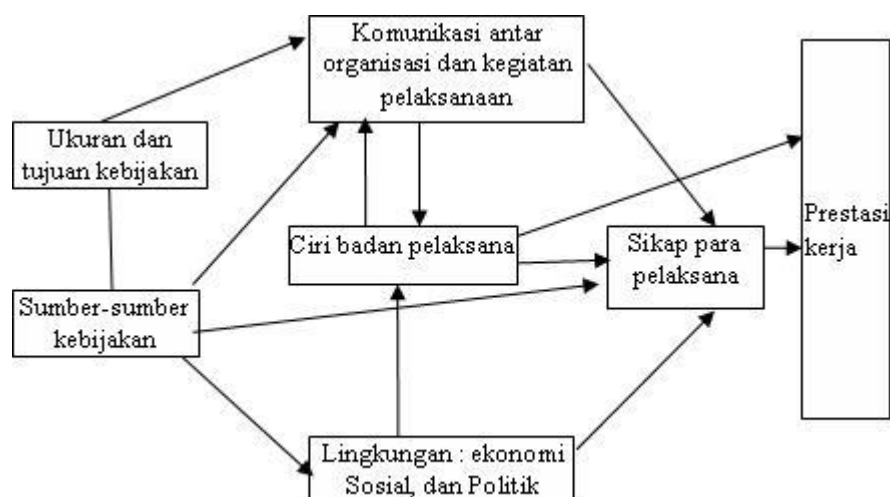 Komunikasi antar
organisasi dan kegiatan
pelaksanaan
Ukuran dan
tujuan kebijakan
Ciri badan pelaksana
Sikap para
pelaksana
Prestasi
kerja
Sumber-sumber
kebijakan
Lingkungan : ekonomi
Sosial, dan Politik